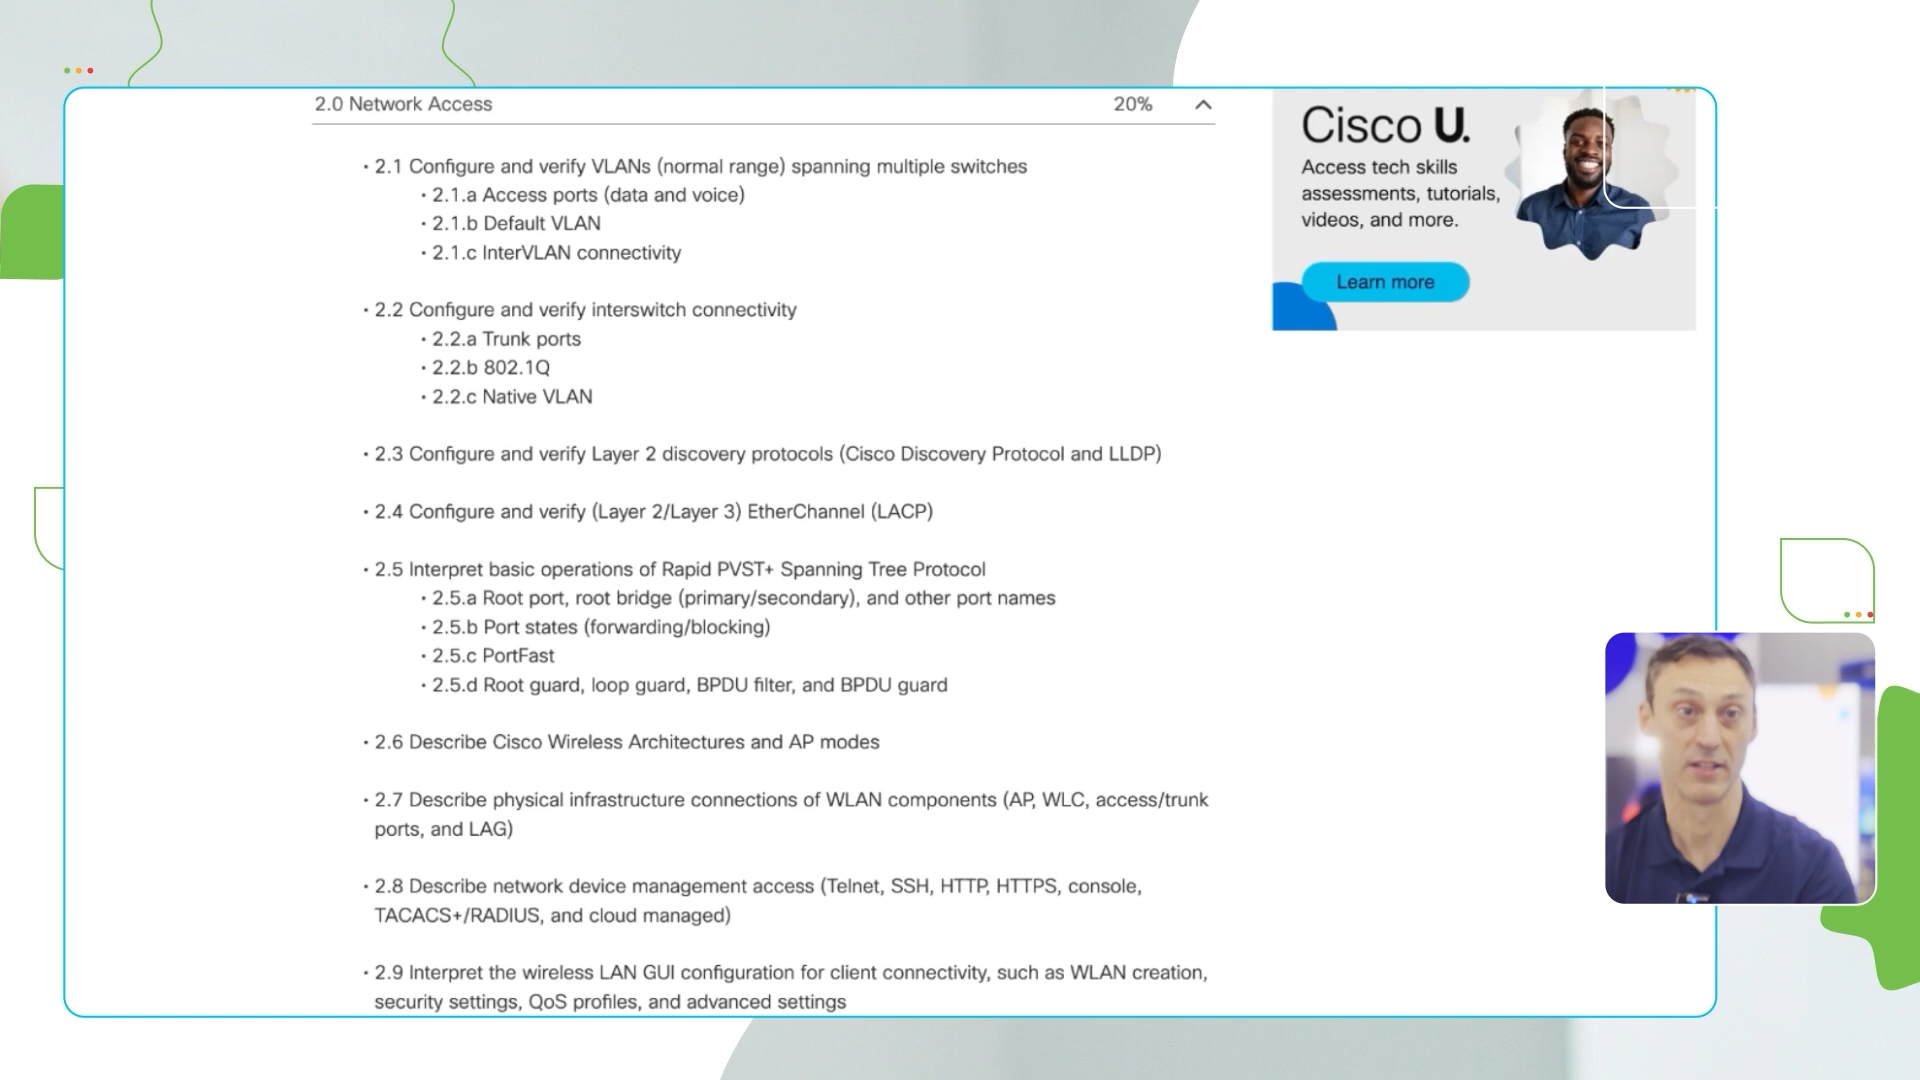 2.0 Network Access 20%
• 2.1 Configure and verify VLANs (normal range) spanning multiple switches
• 2.1.a Access ports (data and voice)
• 2.1.b Default VLAN
• 2.1.c InterVLAN connectivity
• 2.2 Configure and verify interswitch connectivity
• 2.2.a Trunk ports
• 2.2.b 802.1Q
• 2.2.c Native VLAN
• 2.3 Configure and verify Layer 2 discovery protocols (Cisco Discovery Protocol and LLDP)
• 2.4 Configure and verify (Layer 2/Layer 3) EtherChannel (LACP)
• 2.5 Interpret basic operations of Rapid PVST+ Spanning Tree Protocol
• 2.5.a Root port, root bridge (primary/secondary), and other port names
• 2.5.b Port states (forwarding/blocking)
• 2.5.c PortFast
• 2.5.d Root guard, loop guard, BPDU filter, and BPDU guard
• 2.6 Describe Cisco Wireless Architectures and AP modes
• 2.7 Describe physical infrastructure connections of WLAN components (AP, WLC, access/trunk
ports, and LAG)
• 2.8 Describe network device management access (Telnet, SSH, HTTP, HTTPS, console,
TACACS+/RADIUS, and cloud managed)
• 2.9 Interpret the wireless LAN GUI configuration for client connectivity, such as WLAN creation,
security settings, QoS profiles, and advanced settings
Cisco U.
Access tech skills
assessments, tutorials,
videos, and more.
Learn more